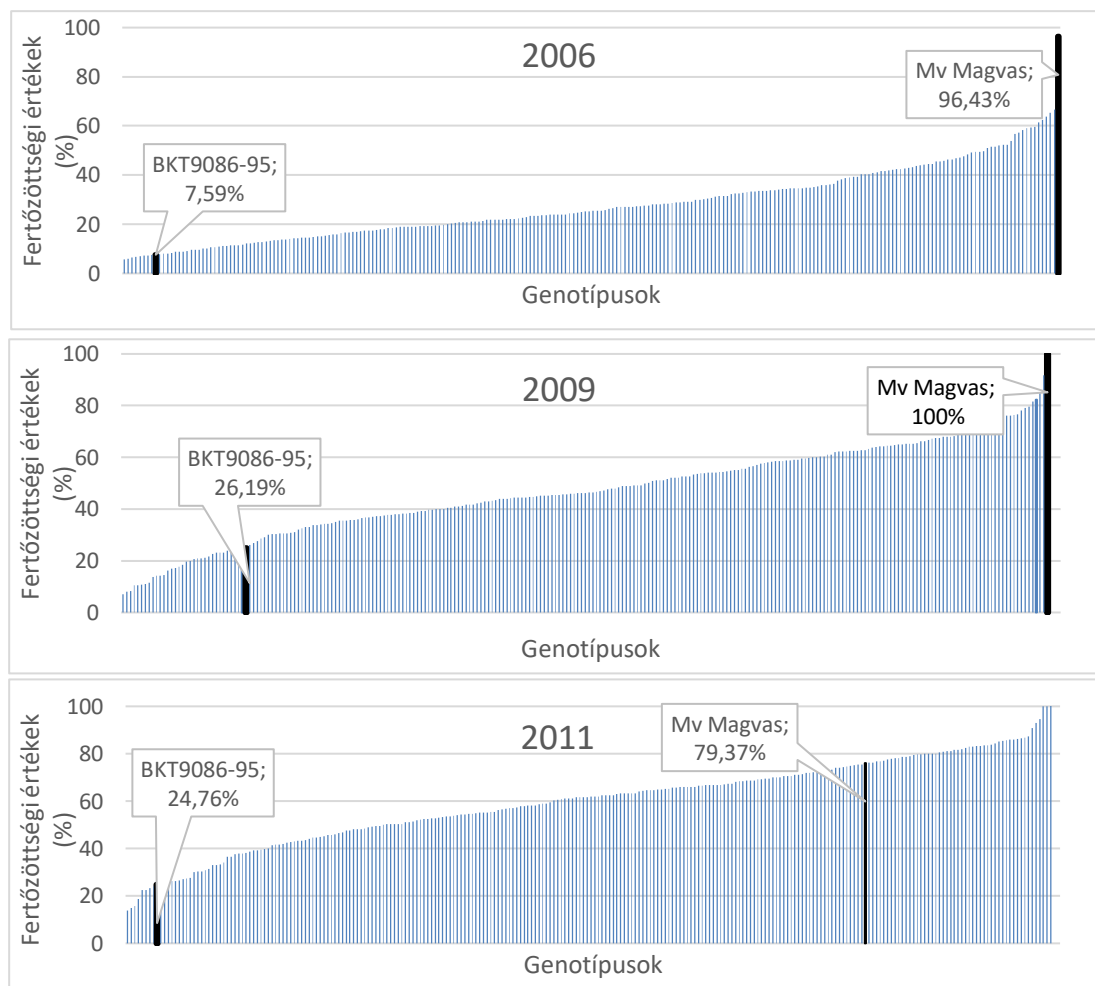 2006
Fertőzöttségi értékek
(%)
100
80
60
40
20
0
BKT9086-95;
7,59%
Mv Magvas;
96,43%
Genotípusok
2009
Fertőzöttségi értékek
(%)
100
80
60
40
20
0
BKT9086-95;
26,19%
Mv Magvas;
100%
Genotípusok
2011
Fertőzöttségi értékek
(%)
100
80
60
40
20
0
BKT9086-95;
24,76%
Mv Magvas;
79,37%
Genotípusok